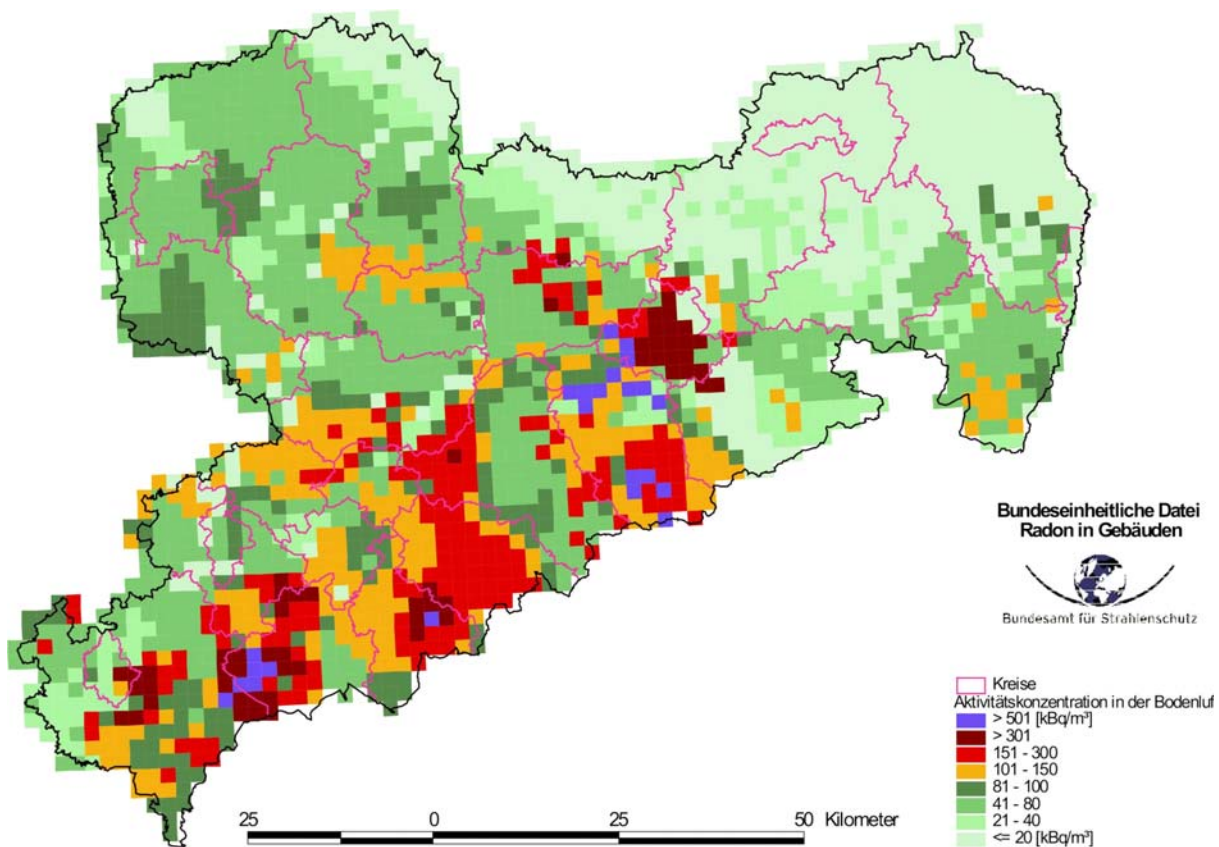 Bundeseinheitliche Datei
Radon in Gebäuden
Bundesamt für Strahlenschutz
Kreise
Aktivitätskonzentration in der Bodenluf
> 501 [kBq/m³]
> 301
151 - 300
101 - 150
81 - 100
41 - 80
21 - 40
<= 20 [kBq/m³]
25 0 25 50 Kilometer